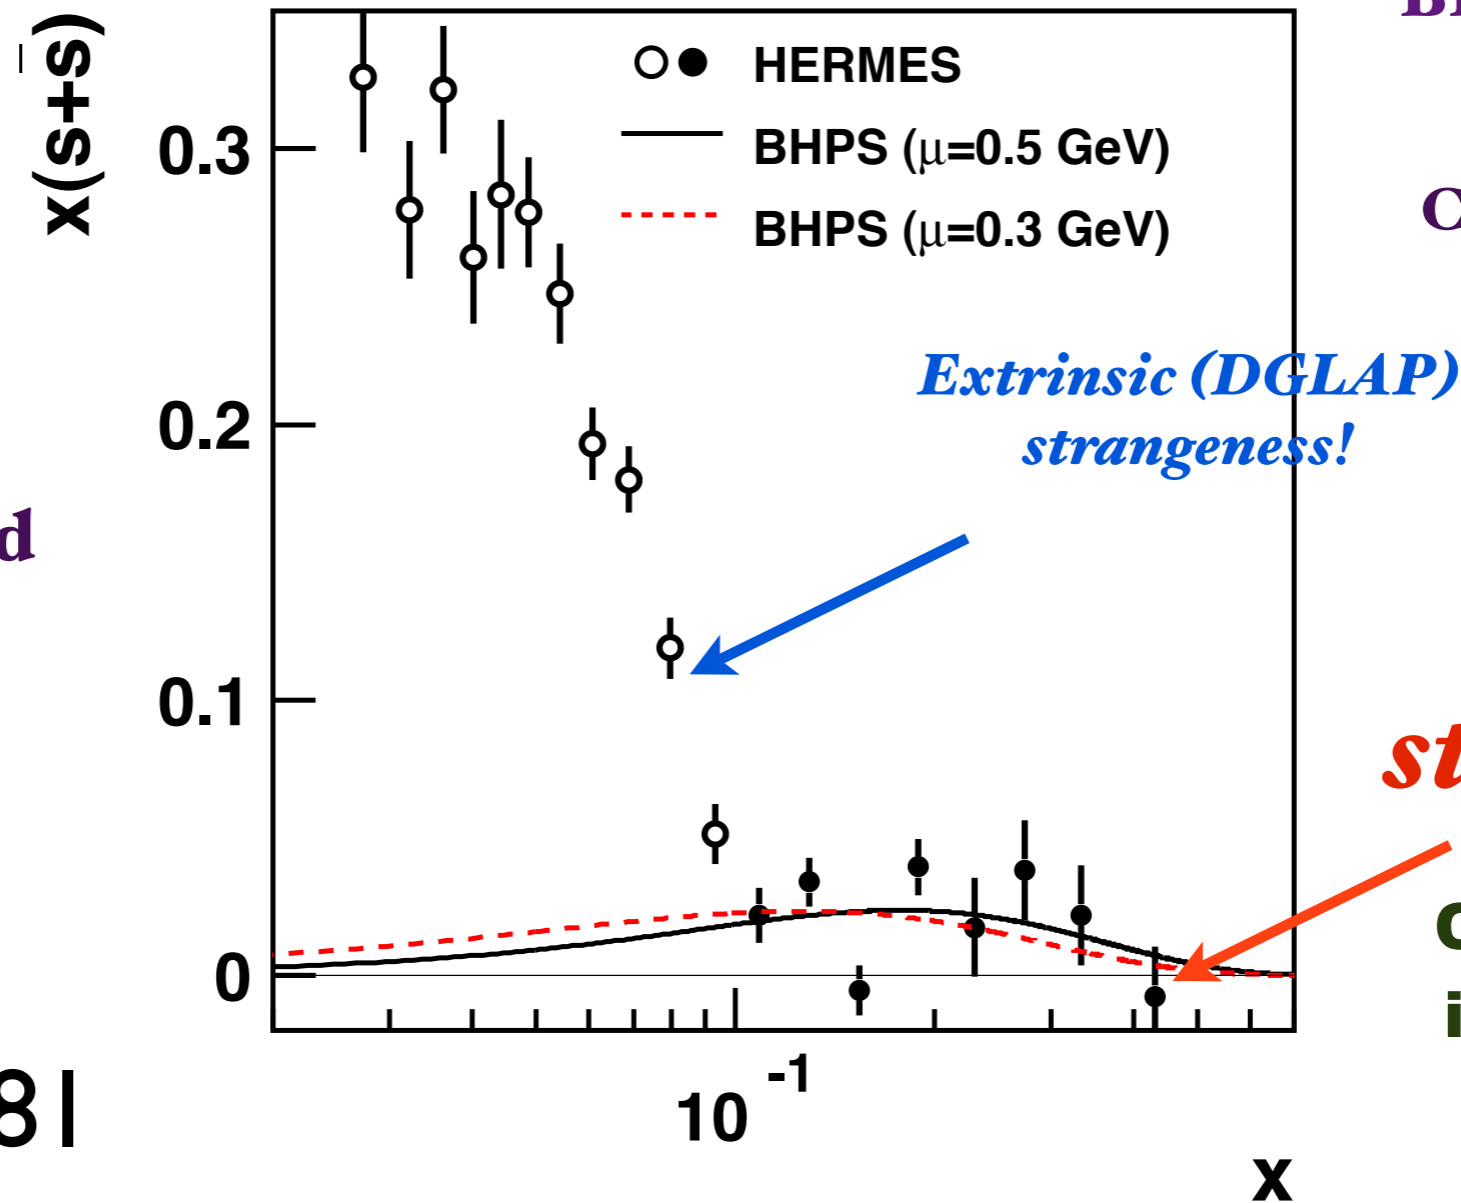 x(s+s̄)
0.3
0.2
0.1
0
HERMES
BHPS (μ=0.5 GeV)
BHPS (μ=0.3 GeV)
Extrinsic (DGLAP)
strangeness!
d
st
10
-1
x